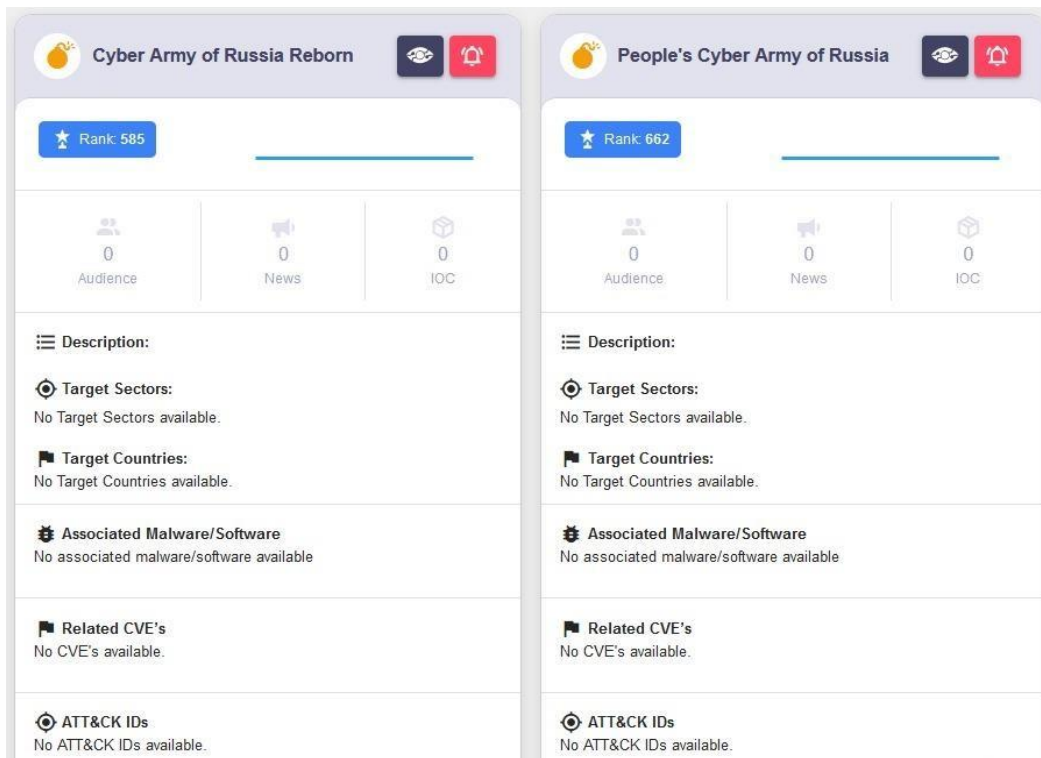 Cyber Army of Russia Reborn
Rank: 585
0
Audience
0
News
0
IOC
Description:
Target Sectors:
No Target Sectors available.
Target Countries:
No Target Countries available.
Associated Malware/Software
No associated malware/software available
Related CVE's
No CVE's available.
ATT&CK IDs
No ATT&CK IDs available.
People's Cyber Army of Russia
Rank: 662
0
Audience
0
News
0
IOC
Description:
Target Sectors:
No Target Sectors available.
Target Countries:
No Target Countries available.
Associated Malware/Software
No associated malware/software available
Related CVE's
No CVE's available.
ATT&CK IDs
No ATT&CK IDs available.